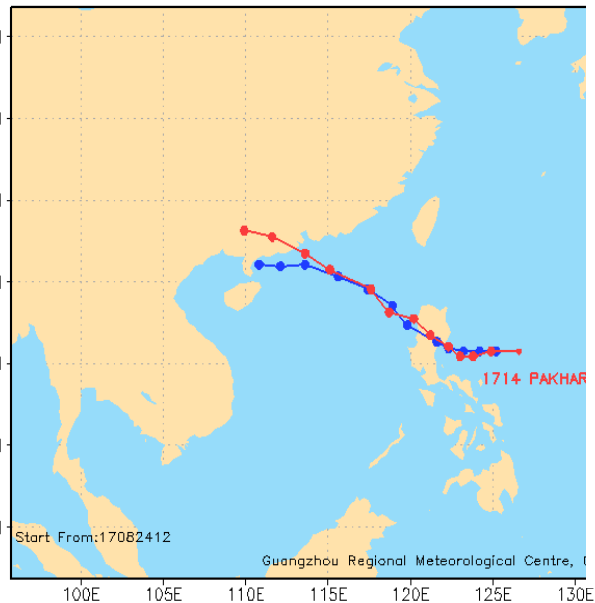 1714 PAKHAR
Start From:17082412
Guangzhou Regional Meteorological Centre,
100E 105E 110E 115E 120E 125E 130E